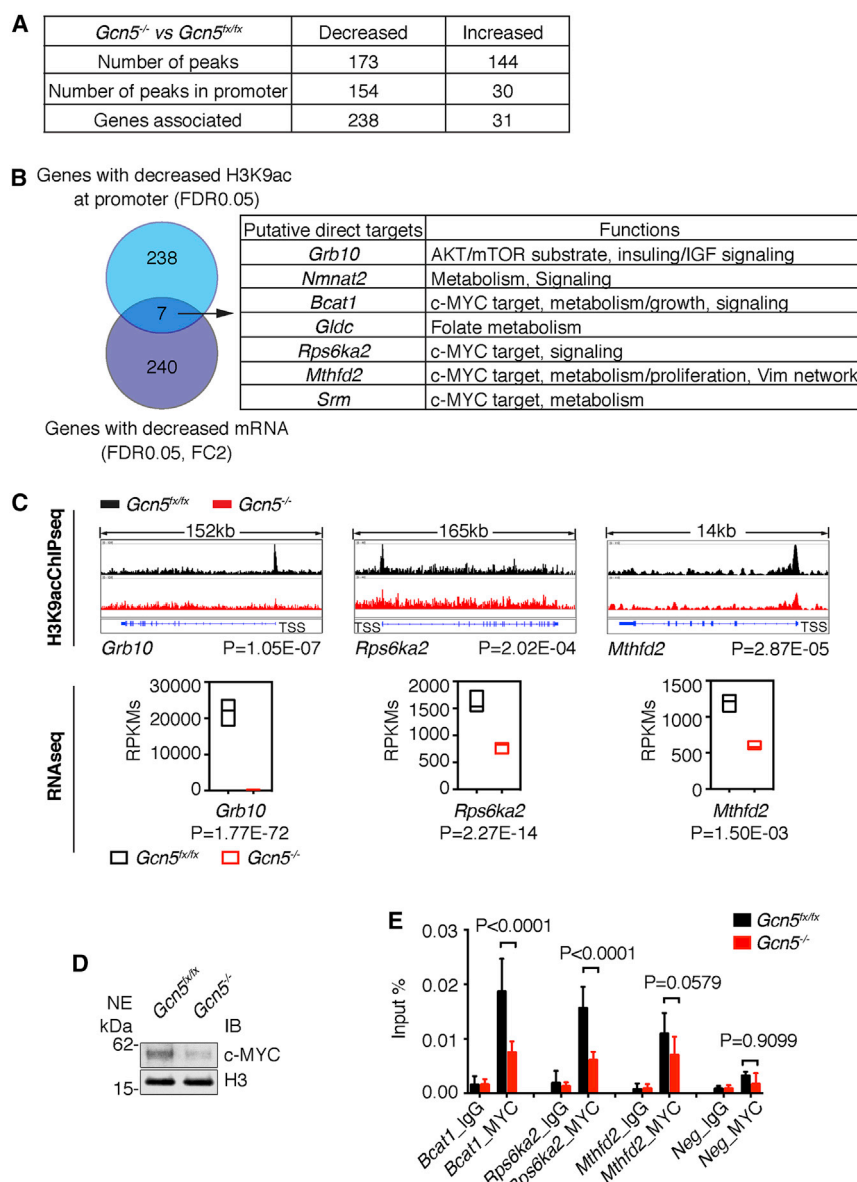 A
Gcn5-/- vs Gcn5fx/fx Decreased Increased
Number of peaks 173 144
Number of peaks in promoter 154 30
Genes associated 238 31
B
Genes with decreased H3K9ac
at promoter (FDR0.05)
238
7
240
Genes with decreased mRNA
(FDR0.05, FC2)
Putative direct targets Functions
Grb10 AKT/mTOR substrate, insuling/IGF signaling
Nmnat2 Metabolism, Signaling
Bcat1 c-MYC target, metabolism/growth, signaling
Gldc Folate metabolism
Rps6ka2 c-MYC target, signaling
Mthfd2 c-MYC target, metabolism/proliferation, Vim network
Srm c-MYC target, metabolism
C
Gcn5fx/fx Gcn5-/-
H3K9acChIPseq
152kb 165kb 14kb
TSS TSS TSS
Grb10 P=1.05E-07 Rps6ka2 P=2.02E-04 Mthfd2 P=2.87E-05
RNAseq
RPKMs
30000
20000
10000
0
Grb10
P=1.77E-72
RPKMs
2000
1500
1000
500
0
Rps6ka2
P=2.27E-14
RPKMs
1500
1000
500
0
Mthfd2
P=1.50E-03
Gcn5fx/fx Gcn5-/-
D
Gcn5fx/fx Gcn5-/-
NE
kDa IB
62- c-MYC
15- H3
E
Gcn5fx/fx
Gcn5-/-
Input %
0.03
0.02
0.01
0.00
P<0.0001
P<0.0001
P=0.0579
P=0.9099
Bcat1_IgG
Bcat1_MYC
Rps6ka2_IgG
Rps6ka2_MYC
Mthfd2_IgG
Mthfd2_MYC
Neg_IgG
Neg_MYC